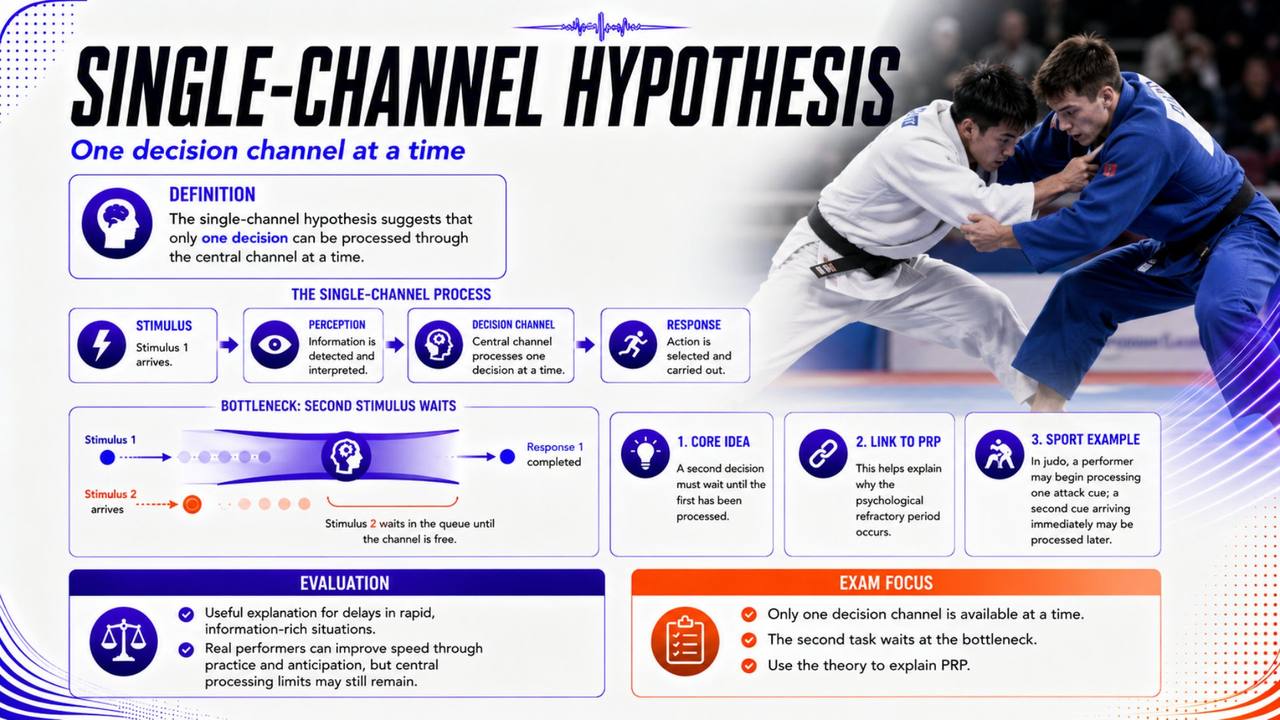 SINGLE-CHANNEL HYPOTHESIS
One decision channel at a time
DEFINITION
The single-channel hypothesis suggests that
only one decision can be processed through
the central channel at a time.
THE SINGLE-CHANNEL PROCESS
STIMULUS
Stimulus 1
arrives.
PERCEPTION
Information is
detected and
interpreted.
DECISION CHANNEL
Central channel
processes one
decision at a time.
RESPONSE
Action is
selected and
carried out.
BOTTLENECK: SECOND STIMULUS WAITS
Stimulus 1
Response 1
completed
Stimulus 2
arrives
Stimulus 2 waits in the queue until
the channel is free.
1. CORE IDEA
A second decision
must wait until the
first has been
processed.
2. LINK TO PRP
This helps explain
why the
psychological
refractory period
occurs.
3. SPORT EXAMPLE
In judo, a performer
may begin processing
one attack cue; a
second cue arriving
immediately may be
processed later.
EVALUATION
Useful explanation for delays in rapid,
information-rich situations.
Real performers can improve speed through
practice and anticipation, but central
processing limits may still remain.
EXAM FOCUS
Only one decision channel is available at a time.
The second task waits at the bottleneck.
Use the theory to explain PRP.